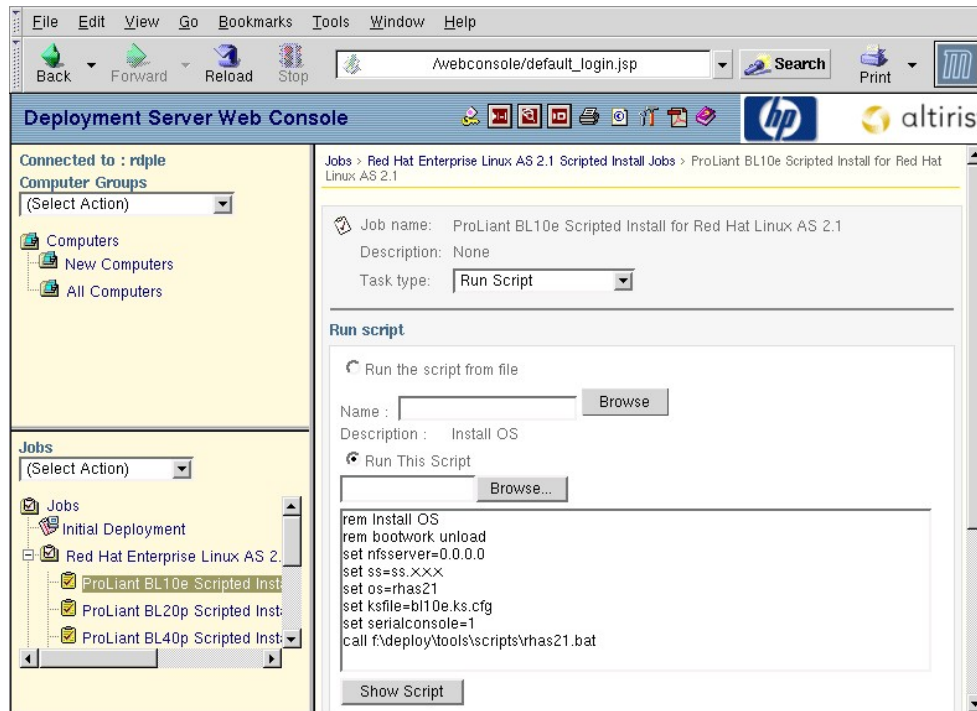 File Edit View Go Bookmarks Tools Window Help
Back Forward Reload Stop
/webconsole/default_login.jsp
Search
Print
Deployment Server Web Console
hp
altiris
Connected to : rdple
Computer Groups
(Select Action)
Computers
New Computers
All Computers
Jobs
(Select Action)
Jobs
Initial Deployment
Red Hat Enterprise Linux AS 2.
ProLiant BL10e Scripted Inst
ProLiant BL20p Scripted Inst
ProLiant BL40p Scripted Inst
Jobs > Red Hat Enterprise Linux AS 2.1 Scripted Install Jobs > ProLiant BL10e Scripted Install for Red Hat
Linux AS 2.1
Job name: ProLiant BL10e Scripted Install for Red Hat Linux AS 2.1
Description: None
Task type: Run Script
Run script
Run the script from file
Name : Browse
Description : Install OS
Run This Script
Browse...
rem Install OS
rem bootwork unload
set nfsserver=0.0.0.0
set ss=ss.xxx
set os=rhas21
set ksfile=bl10e.ks.cfg
set serialconsole=1
call f:\deploy\tools\scripts\rhas21.bat
Show Script